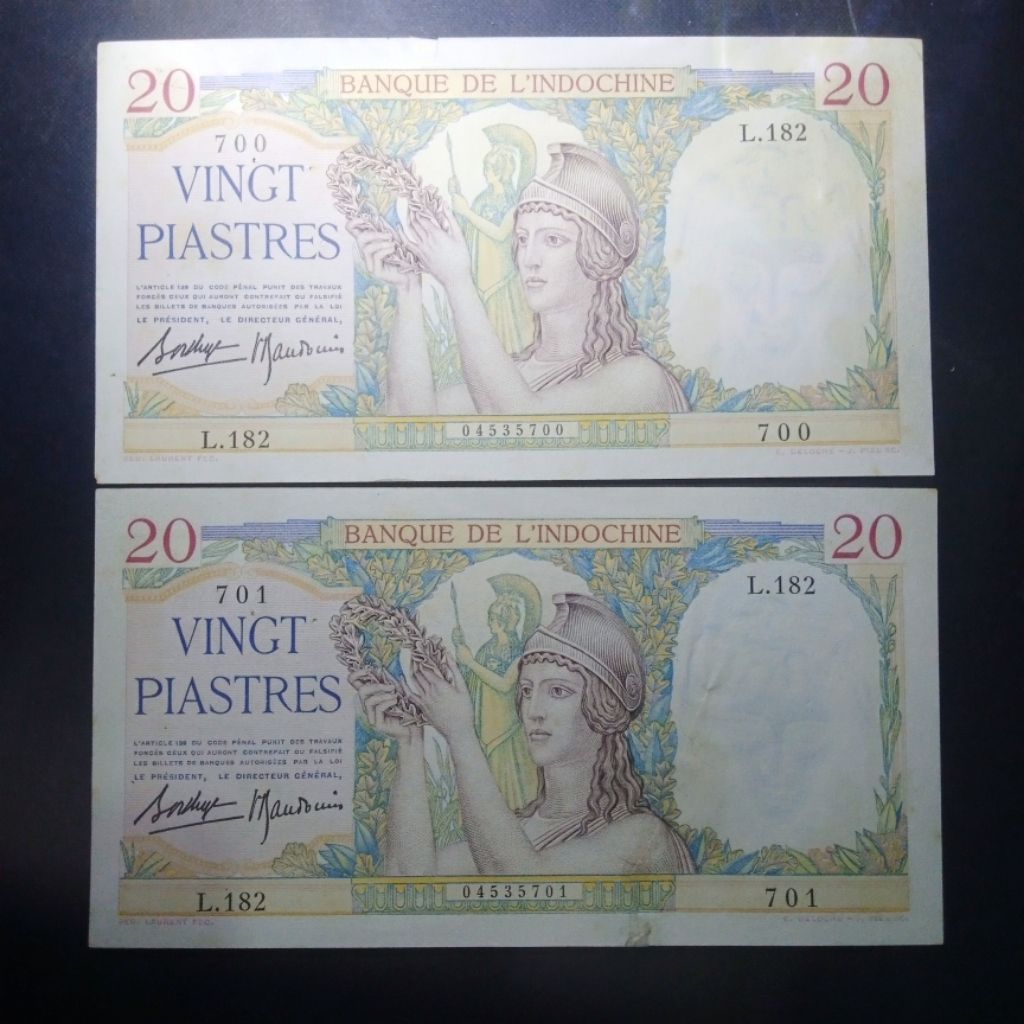 20 BANQUE DE L'INDOCHINE 20
700 L.182
VINGT
PIASTRES
L'ARTICLE 139 DU CODE PÉNAL PUNIT DES TRAVAUX
FORCÉS CEUX QUI AURONT CONTREFAIT OU FALSIFIÉ
LES BILLETS DE BANQUES AUTORISÉES PAR LA LOI
LE PRÉSIDENT, LE DIRECTEUR GÉNÉRAL,
L.182 04535700 700
LAURENT FEC.
20 BANQUE DE L'INDOCHINE 20
701 L.182
VINGT
PIASTRES
L'ARTICLE 139 DU CODE PÉNAL PUNIT DES TRAVAUX
FORCÉS CEUX QUI AURONT CONTREFAIT OU FALSIFIÉ
LES BILLETS DE BANQUES AUTORISÉES PAR LA LOI
LE PRÉSIDENT, LE DIRECTEUR GÉNÉRAL,
L.182 04535701 701
LAURENT FEC.